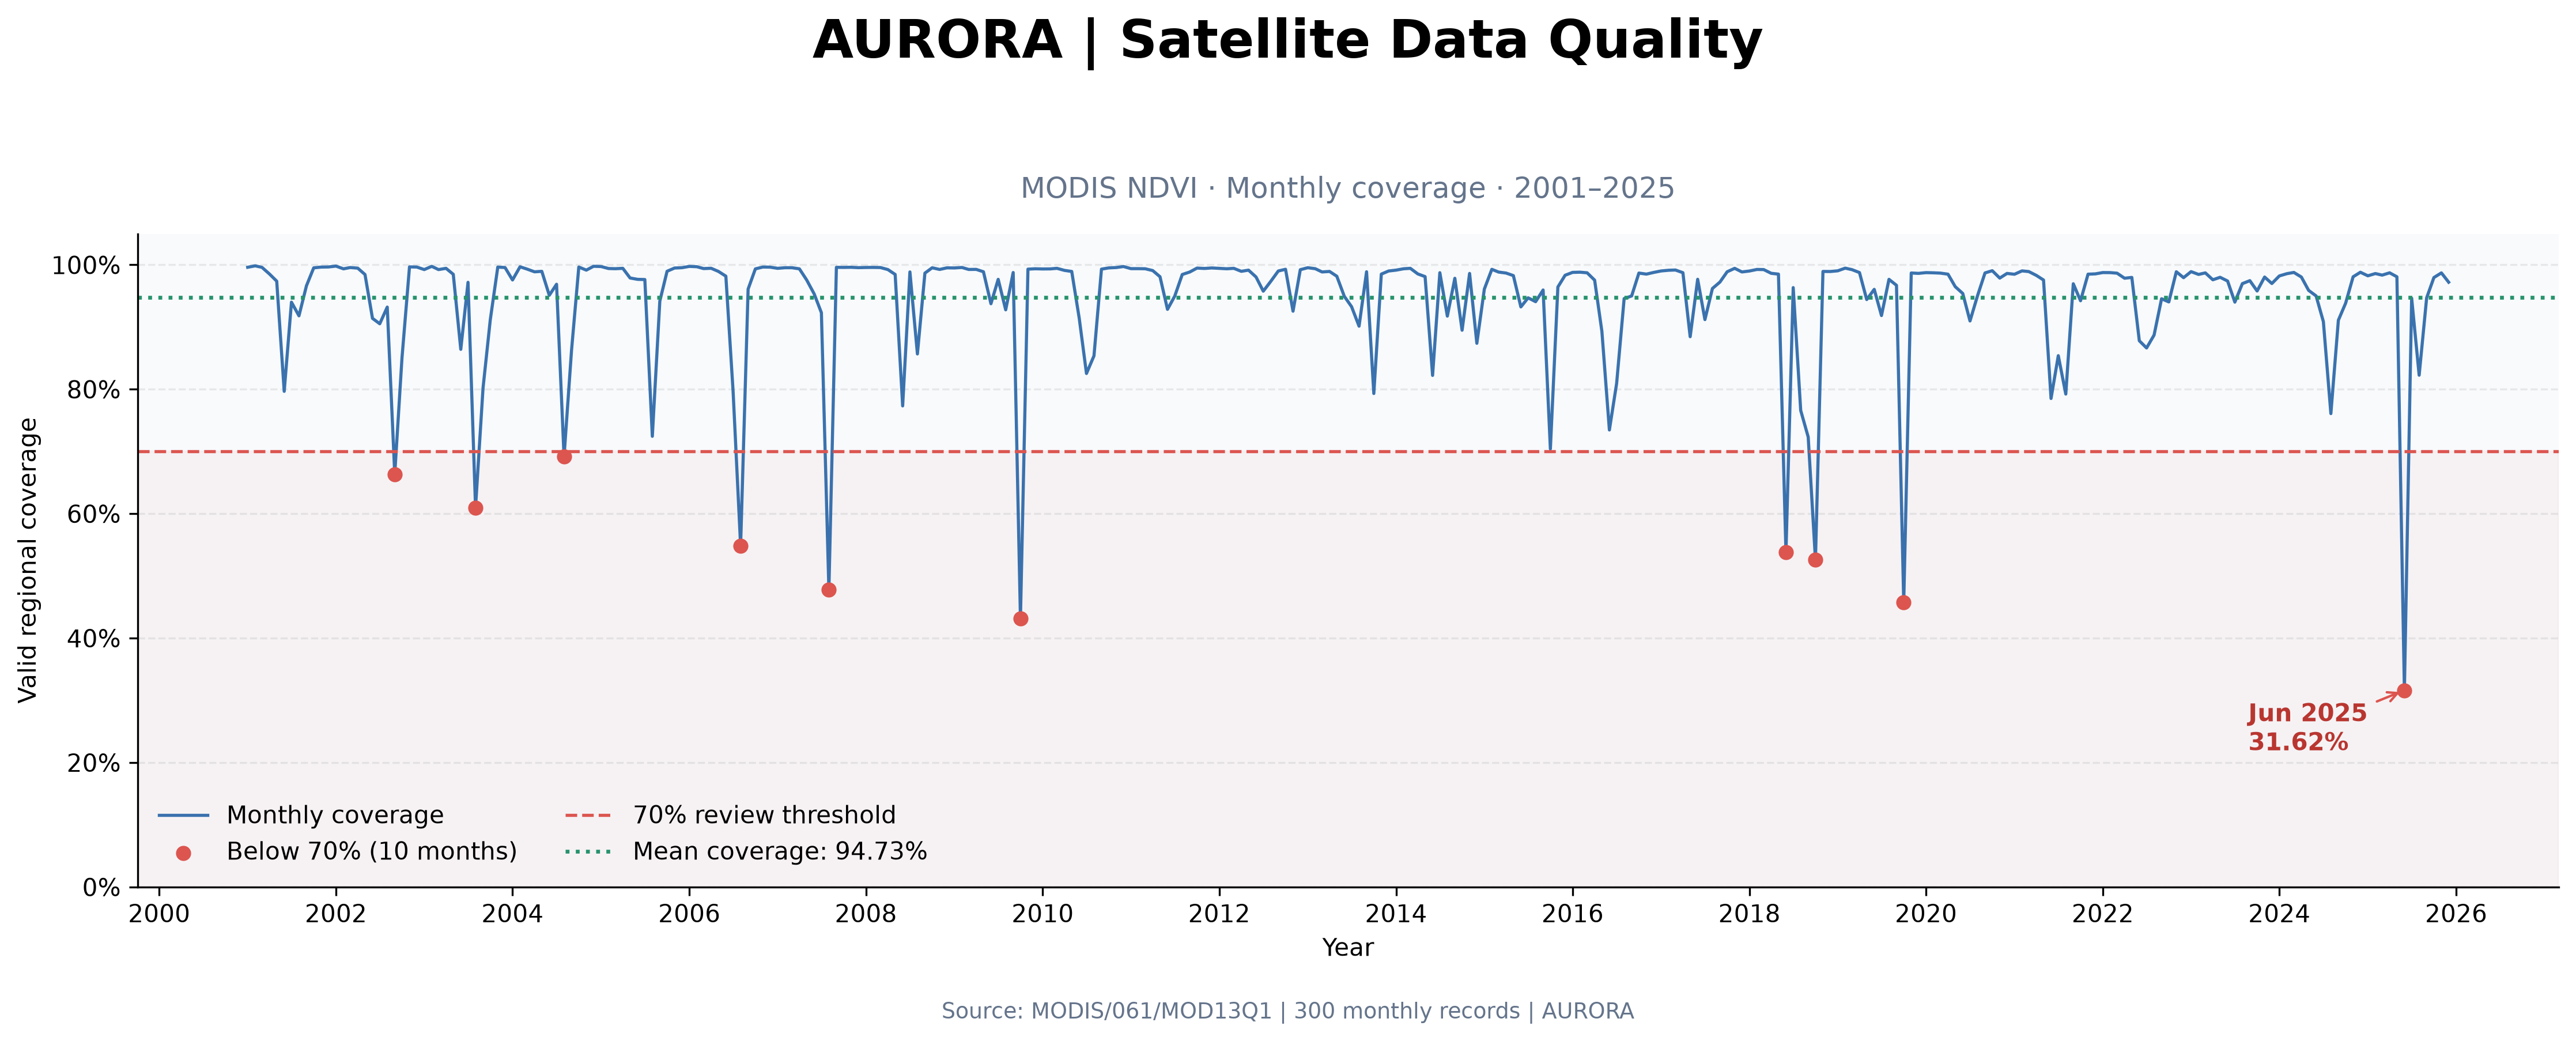 AURORA | Satellite Data Quality
MODIS NDVI · Monthly coverage · 2001–2025
100%
80%
60%
40%
20%
0%
Valid regional coverage
Jun 2025
31.62%
Monthly coverage
Below 70% (10 months)
70% review threshold
Mean coverage: 94.73%
2000 2002 2004 2006 2008 2010 2012 2014 2016 2018 2020 2022 2024 2026
Year
Source: MODIS/061/MOD13Q1 | 300 monthly records | AURORA